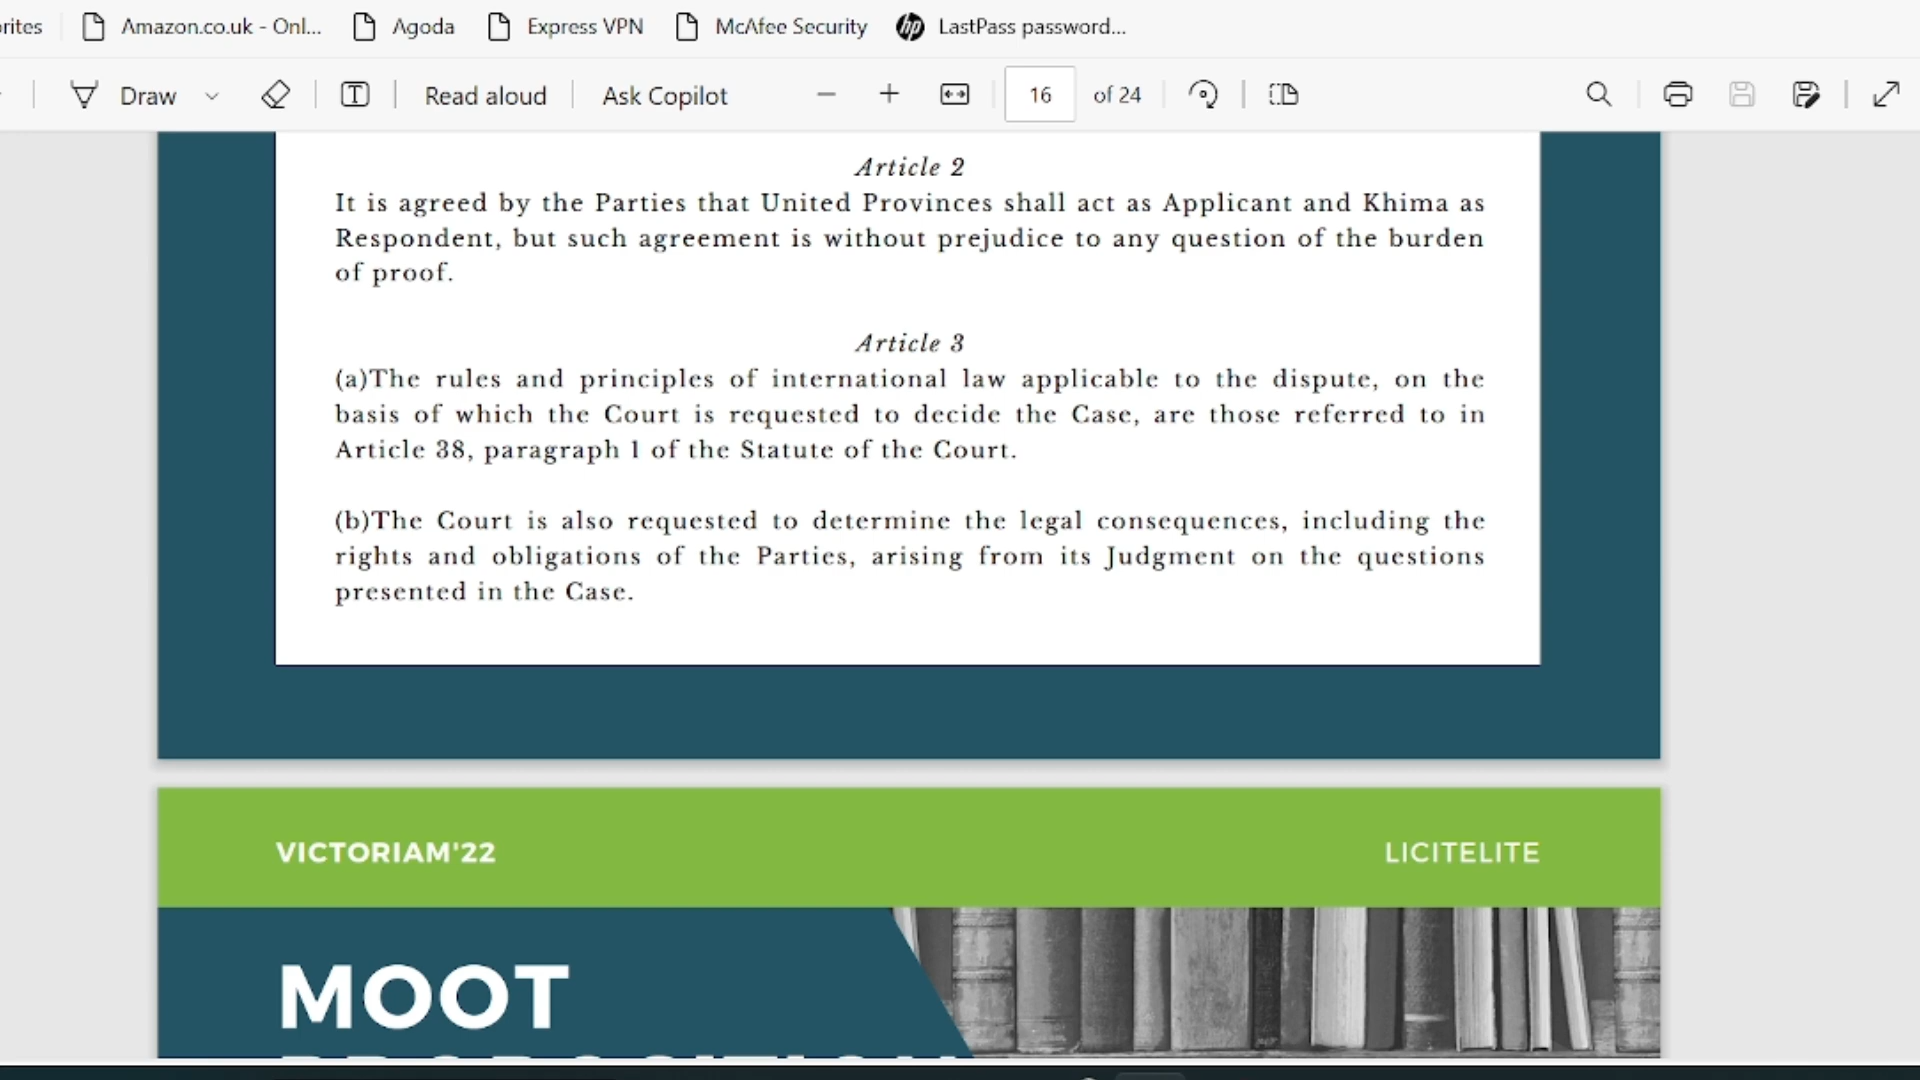 rites Amazon.co.uk - Onl... Agoda Express VPN McAfee Security hp LastPass password...
Draw T Read aloud Ask Copilot 16 of 24
Article 2
It is agreed by the Parties that United Provinces shall act as Applicant and Khima as
Respondent, but such agreement is without prejudice to any question of the burden
of proof.
Article 3
(a)The rules and principles of international law applicable to the dispute, on the
basis of which the Court is requested to decide the Case, are those referred to in
Article 38, paragraph 1 of the Statute of the Court.
(b)The Court is also requested to determine the legal consequences, including the
rights and obligations of the Parties, arising from its Judgment on the questions
presented in the Case.
VICTORIAM'22 LICITELITE
MOOT